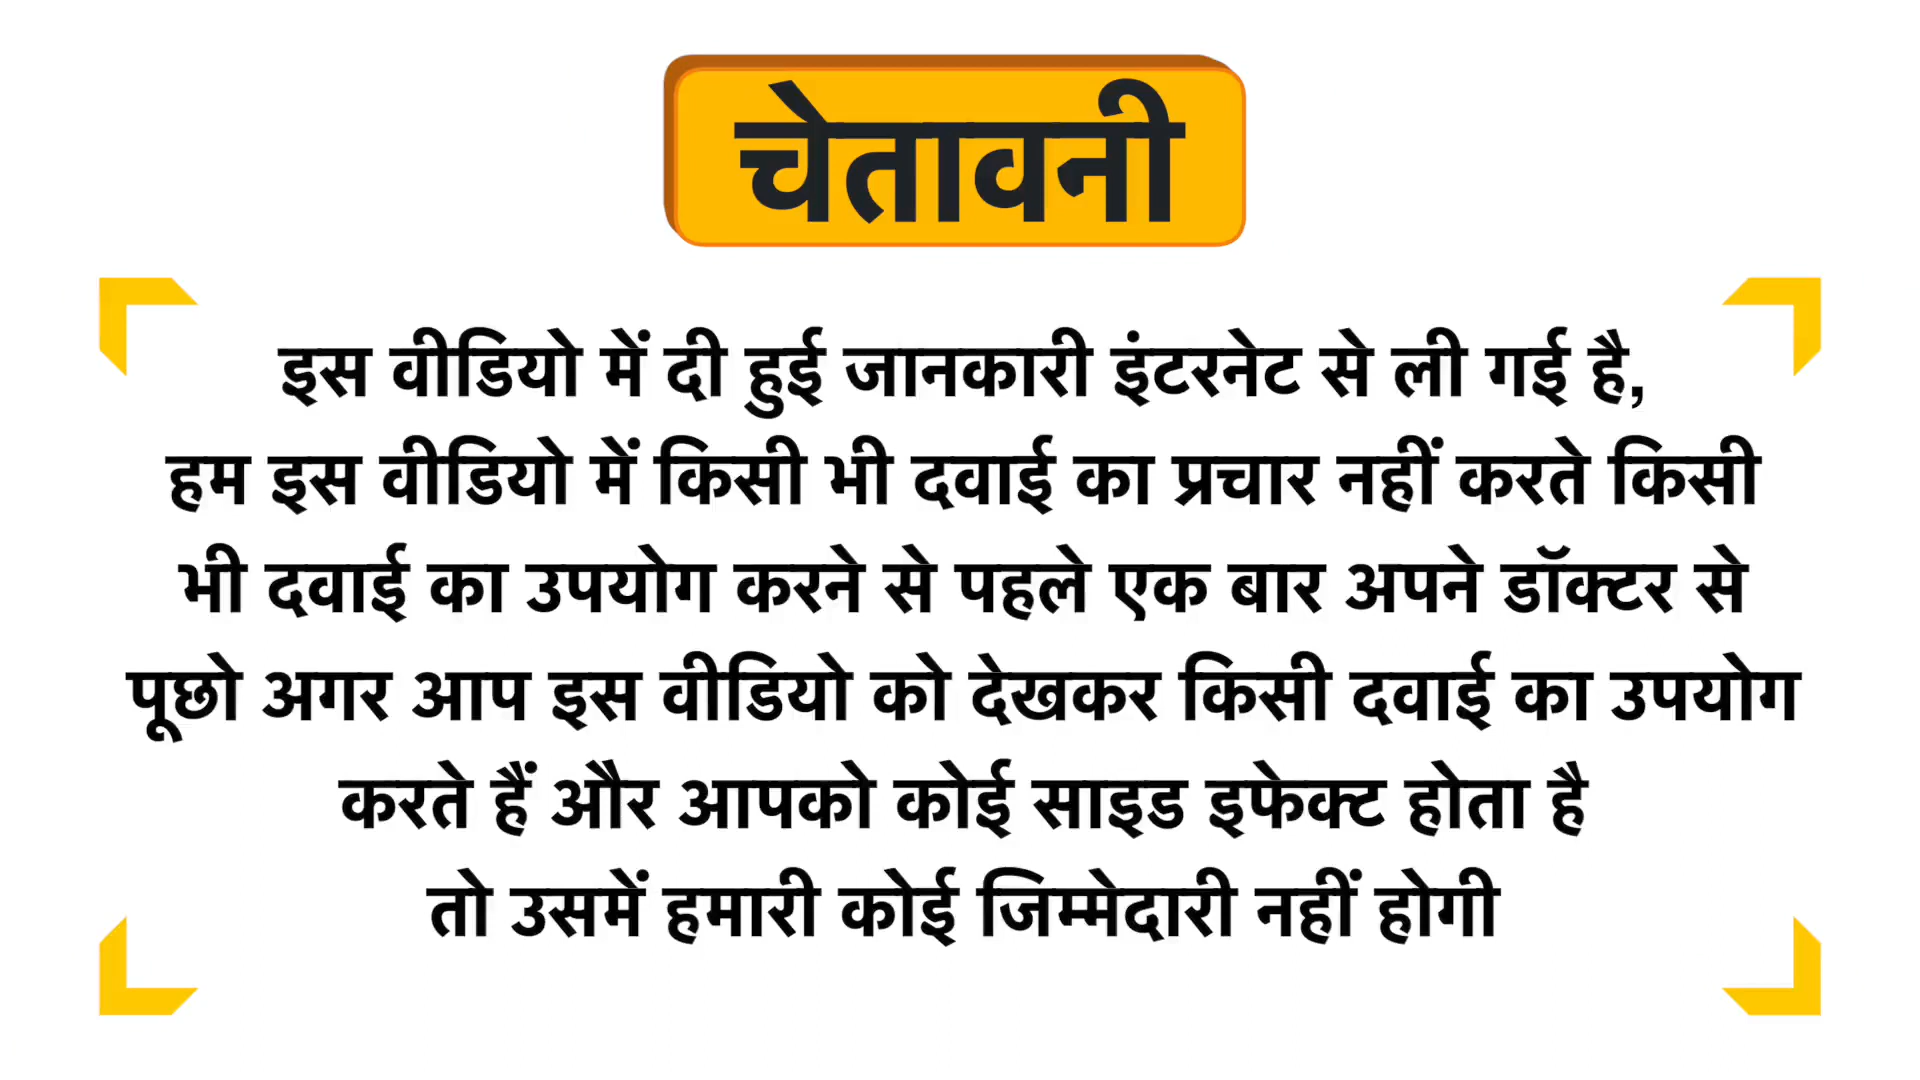 चेतावनी
इस वीडियो में दी हुई जानकारी इंटरनेट से ली गई है,
हम इस वीडियो में किसी भी दवाई का प्रचार नहीं करते किसी
भी दवाई का उपयोग करने से पहले एक बार अपने डॉक्टर से
पूछो अगर आप इस वीडियो को देखकर किसी दवाई का उपयोग
करते हैं और आपको कोई साइड इफेक्ट होता है
तो उसमें हमारी कोई जिम्मेदारी नहीं होगी